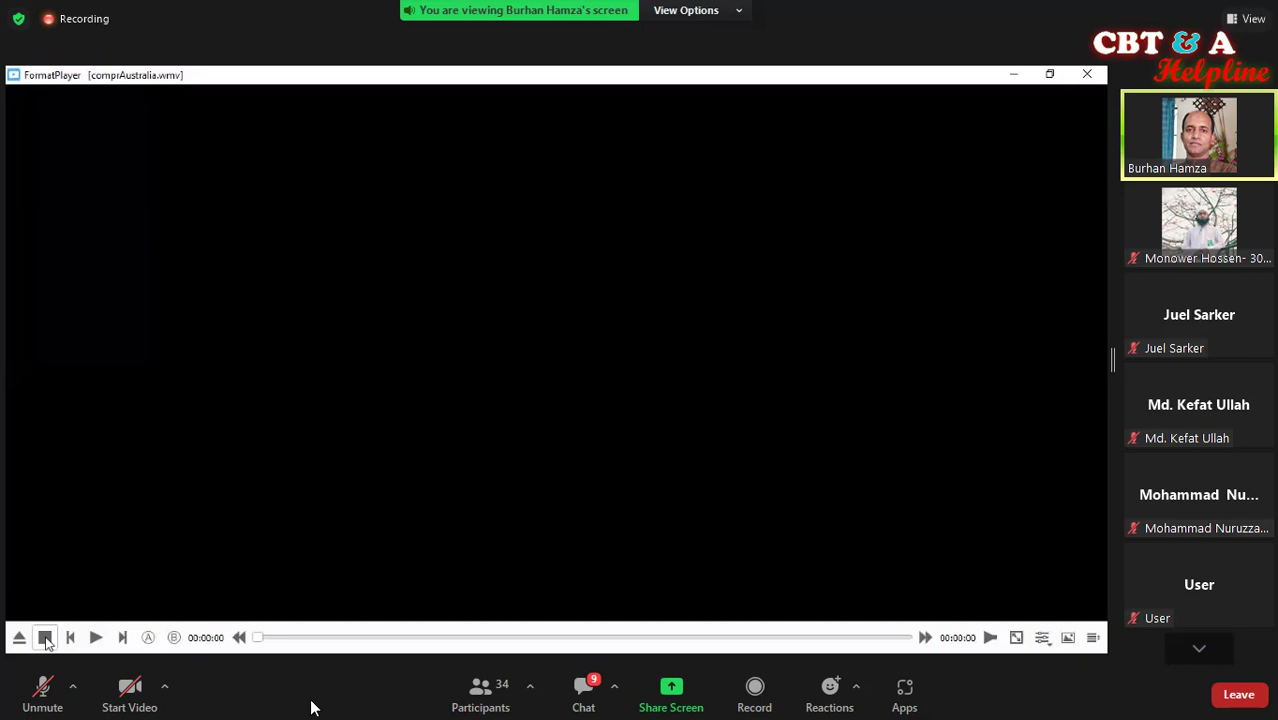 Recording
You are viewing Burhan Hamza's screen
View Options
View
CBT & A
Helpline
FormatPlayer [comprAustralia.wmv]
Burhan Hamza
Monower Hossen- 30...
Juel Sarker
Juel Sarker
Md. Kefat Ullah
Md. Kefat Ullah
Mohammad Nu...
Mohammad Nuruzza...
User
User
A
B
00:00:00
00:00:00
Unmute
Start Video
34
Participants
9
Chat
Share Screen
Record
Reactions
Apps
Leave